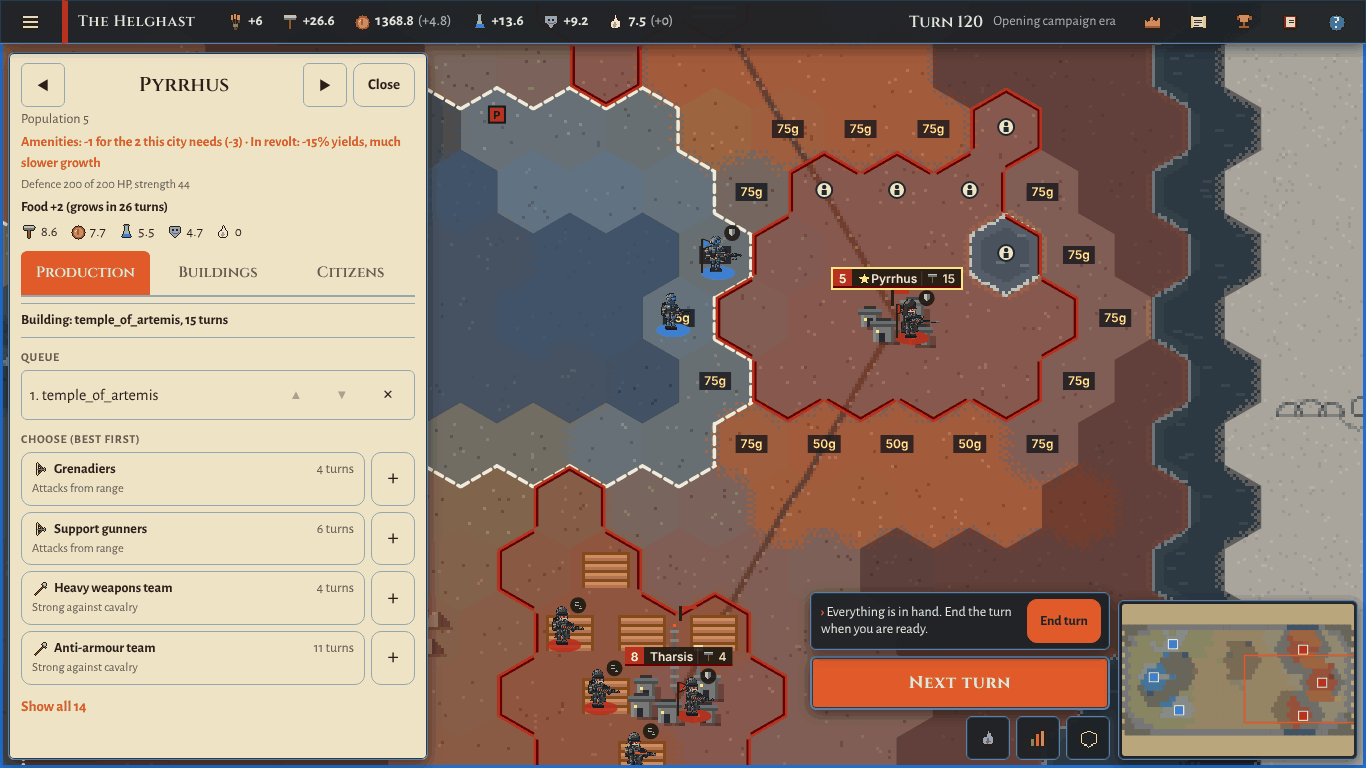 The Helghast
+6
+26.6
1368.8 (+4.8)
+13.6
+9.2
7.5 (+0)
Turn 120
Opening campaign era
Pyrrhus
Close
Population 5
Amenities: -1 for the 2 this city needs (-3) · In revolt: -15% yields, much
slower growth
Defence 200 of 200 HP, strength 44
Food +2 (grows in 26 turns)
8.6
7.7
5.5
4.7
0
Production
Buildings
Citizens
Building: temple_of_artemis, 15 turns
QUEUE
1. temple_of_artemis
CHOOSE (BEST FIRST)
Grenadiers
4 turns
Attacks from range
Support gunners
6 turns
Attacks from range
Heavy weapons team
4 turns
Strong against cavalry
Anti-armour team
11 turns
Strong against cavalry
Show all 14
P
75g
75g
75g
75g
75g
75g
5 Pyrrhus 15
75g
75g
75g
75g
50g
50g
50g
75g
8 Tharsis 4
› Everything is in hand. End the turn
when you are ready.
End turn
Next turn